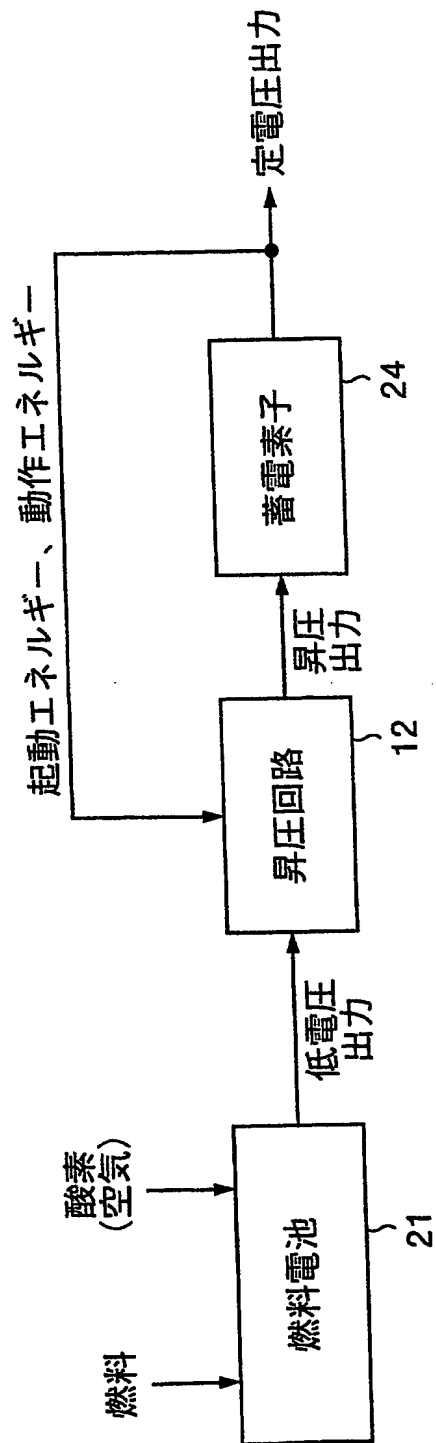 起動エネルギー、動作エネルギー
燃料
酸素
(空気)
燃料電池
21
低電圧
出力
昇圧回路
12
昇圧
出力
蓄電素子
24
定電圧出力